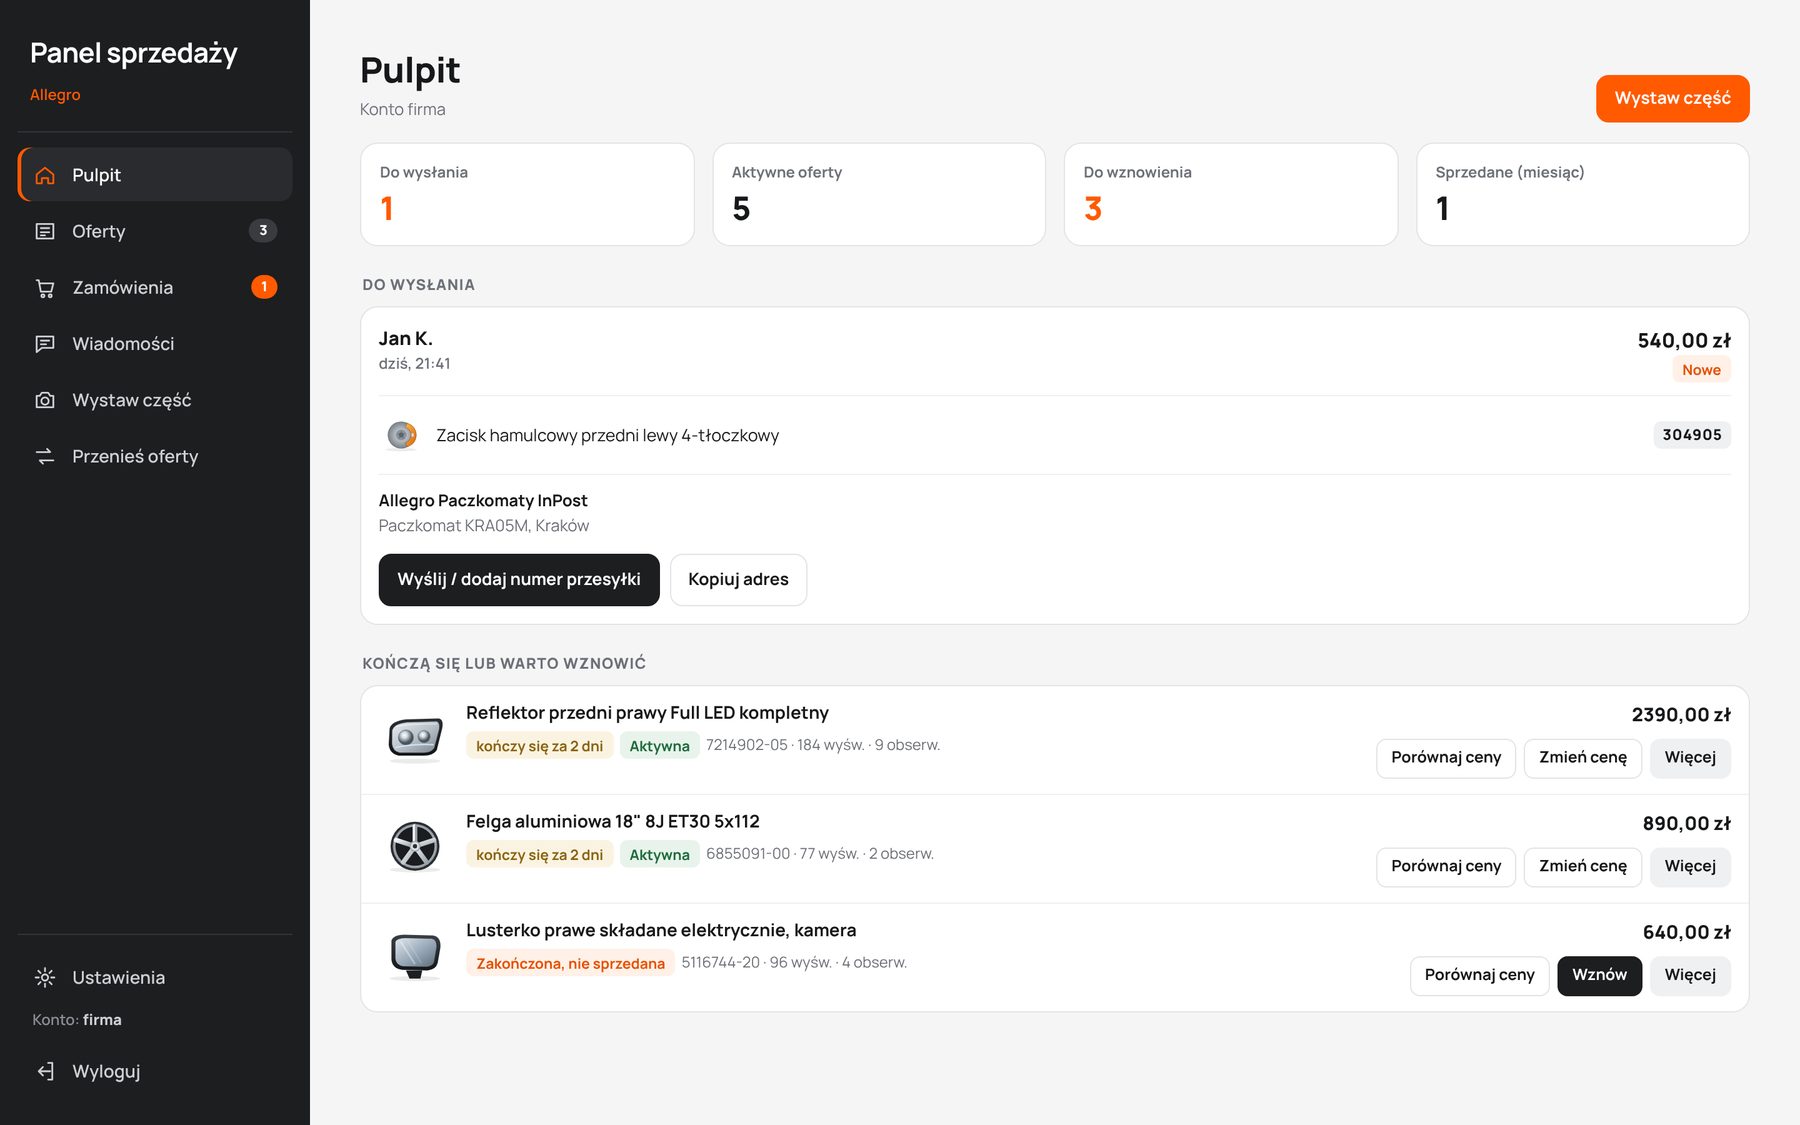 Panel sprzedaży
Allegro
Pulpit
Oferty 3
Zamówienia 1
Wiadomości
Wystaw część
Przenieś oferty
Ustawienia
Konto: firma
Wyloguj
Pulpit
Konto firma
Wystaw część
Do wysłania
1
Aktywne oferty
5
Do wznowienia
3
Sprzedane (miesiąc)
1
DO WYSŁANIA
Jan K.
dziś, 21:41
540,00 zł
Nowe
Zacisk hamulcowy przedni lewy 4-tłoczkowy
304905
Allegro Paczkomaty InPost
Paczkomat KRA05M, Kraków
Wyślij / dodaj numer przesyłki
Kopiuj adres
KOŃCZĄ SIĘ LUB WARTO WZNOWIĆ
Reflektor przedni prawy Full LED kompletny
kończy się za 2 dni Aktywna 7214902-05 · 184 wyśw. · 9 obserw.
2390,00 zł
Porównaj ceny Zmień cenę Więcej
Felga aluminiowa 18" 8J ET30 5x112
kończy się za 2 dni Aktywna 6855091-00 · 77 wyśw. · 2 obserw.
890,00 zł
Porównaj ceny Zmień cenę Więcej
Lusterko prawe składane elektrycznie, kamera
Zakończona, nie sprzedana 5116744-20 · 96 wyśw. · 4 obserw.
640,00 zł
Porównaj ceny Wznów Więcej